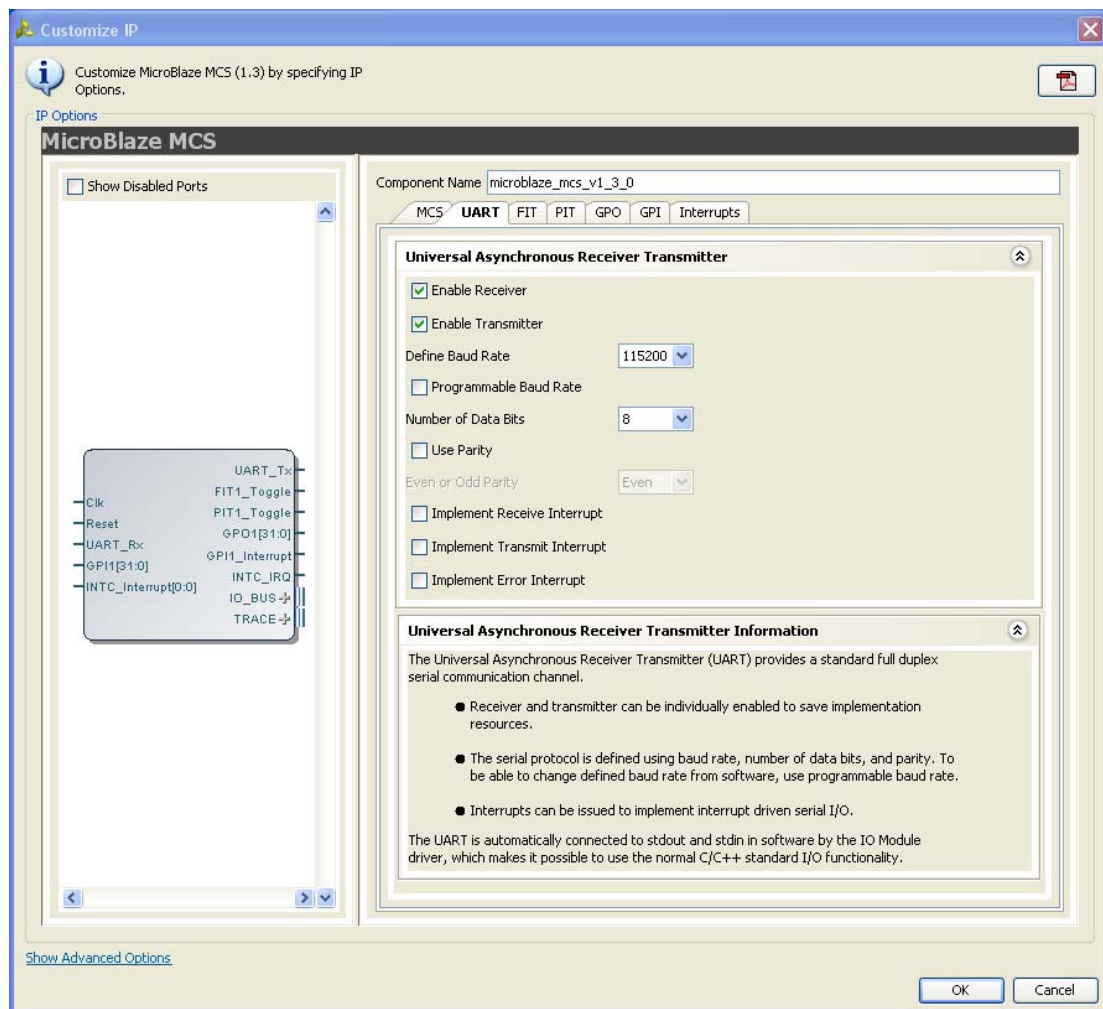 Customize IP
Customize MicroBlaze MCS (1.3) by specifying IP
Options.
IP Options
MicroBlaze MCS
Show Disabled Ports
Clk
Reset
UART_Rx
GPI1[31:0]
INTC_Interrupt[0:0]
UART_Tx
FIT1_Toggle
PIT1_Toggle
GPO1[31:0]
GPI1_Interrupt
INTC_IRQ
IO_BUS
TRACE
Component Name microblaze_mcs_v1_3_0
MCS UART FIT PIT GPO GPI Interrupts
Universal Asynchronous Receiver Transmitter
Enable Receiver
Enable Transmitter
Define Baud Rate 115200
Programmable Baud Rate
Number of Data Bits 8
Use Parity
Even or Odd Parity Even
Implement Receive Interrupt
Implement Transmit Interrupt
Implement Error Interrupt
Universal Asynchronous Receiver Transmitter Information
The Universal Asynchronous Receiver Transmitter (UART) provides a standard full duplex
serial communication channel.
● Receiver and transmitter can be individually enabled to save implementation
resources.
● The serial protocol is defined using baud rate, number of data bits, and parity. To
be able to change defined baud rate from software, use programmable baud rate.
● Interrupts can be issued to implement interrupt driven serial I/O.
The UART is automatically connected to stdout and stdin in software by the IO Module
driver, which makes it possible to use the normal C/C++ standard I/O functionality.
Show Advanced Options
OK Cancel